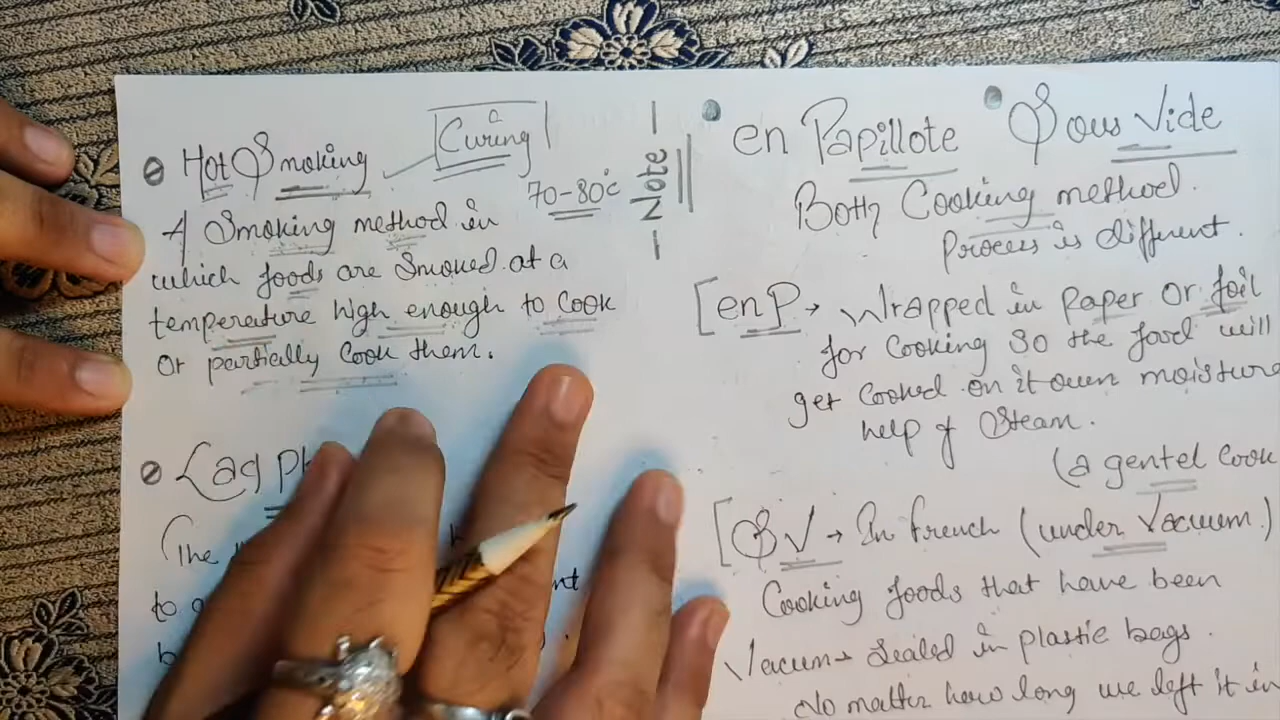 Hot Smoking
Curing
70-80°c
A Smoking method in
which foods are Smoked at a
temperature high enough to Cook
Or partially Cook them.
Lag
The
to
- Note -
en Papillote
Sous Vide
Both Cooking method.
Process is different.
[en P → Wrapped in Paper Or foil
for Cooking So the food will
get Cooked on it own moisture
help of Steam.
(a gentel Cook
[SV → In french (under Vacuum.)
Cooking foods that have been
Vacum → Sealed in plastic bags.
No matter how long we left it in